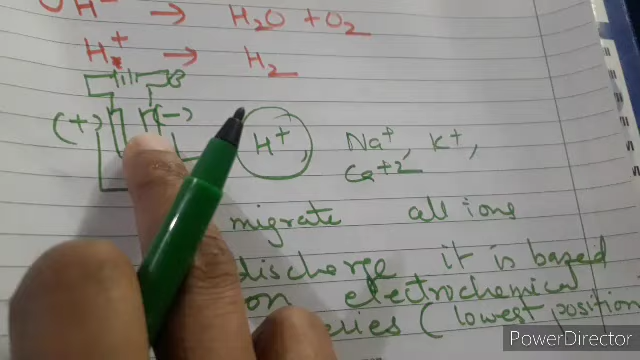 OH⁻ → H₂O + O₂
H⁺ → H₂
(+) (−) H⁺, Na⁺, K⁺,
Ca+2
migrate all ions
discharge it is based
on electrochemical
series (lowest position
PowerDirector